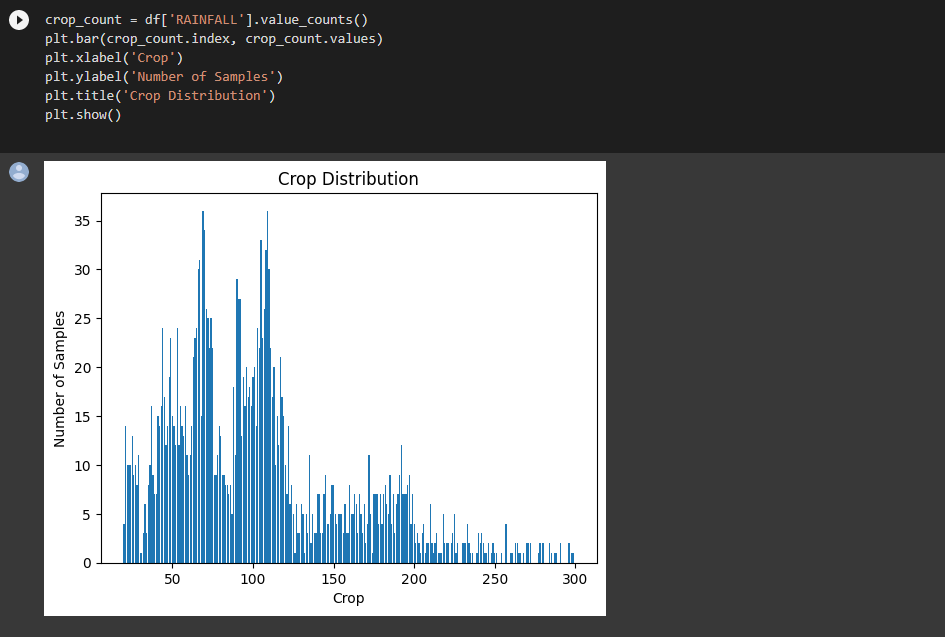 crop_count = df['RAINFALL'].value_counts()
plt.bar(crop_count.index, crop_count.values)
plt.xlabel('Crop')
plt.ylabel('Number of Samples')
plt.title('Crop Distribution')
plt.show()
Crop Distribution
Number of Samples
35
30
25
20
15
10
5
0
50 100 150 200 250 300
Crop